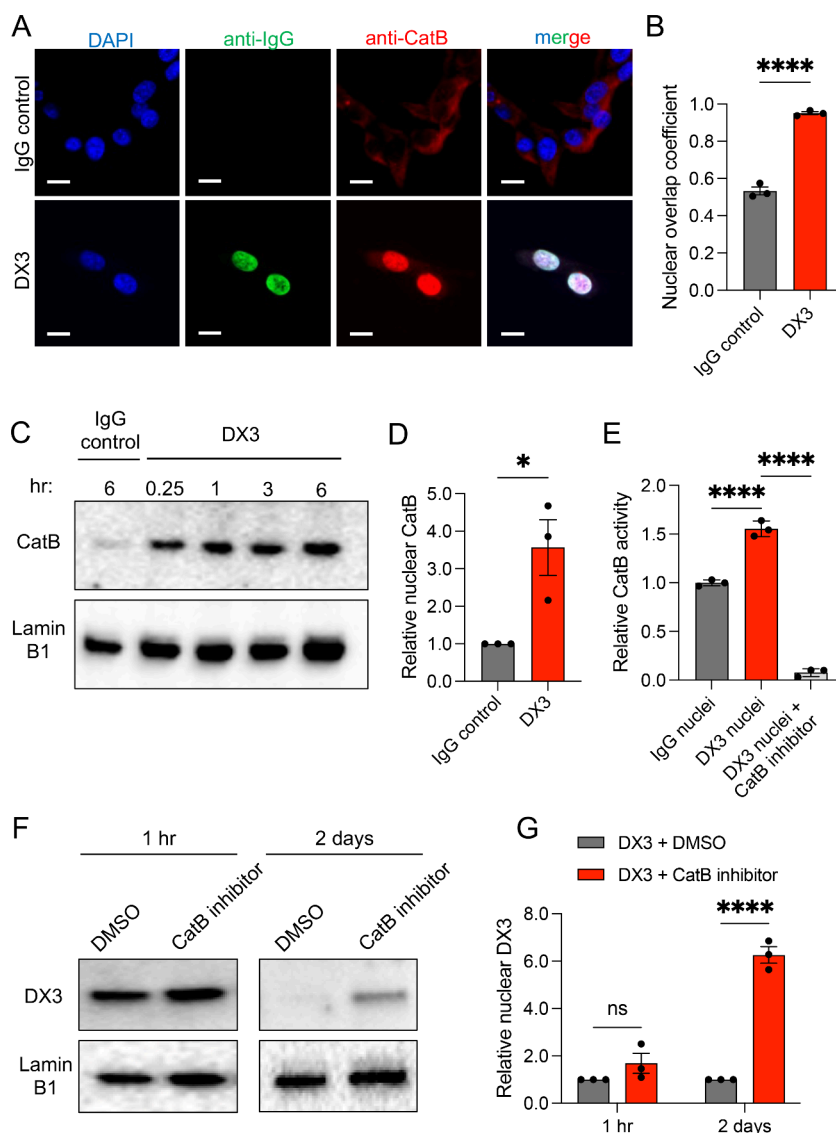 A
DAPI
anti-IgG
anti-CatB
merge
IgG control
DX3
B
****
Nuclear overlap coefficient
1.0
0.8
0.6
0.4
0.2
0.0
IgG control
DX3
C
IgG control
DX3
hr:
6
0.25
1
3
6
CatB
Lamin B1
D
*
Relative nuclear CatB
5.0
4.0
3.0
2.0
1.0
0.0
IgG control
DX3
E
****
****
Relative CatB activity
2.0
1.5
1.0
0.5
0.0
IgG nuclei
DX3 nuclei
DX3 nuclei +
CatB inhibitor
F
1 hr
2 days
DMSO
CatB inhibitor
DMSO
CatB inhibitor
DX3
Lamin
B1
G
DX3 + DMSO
DX3 + CatB inhibitor
Relative nuclear DX3
8.0
6.0
4.0
2.0
0.0
ns
****
1 hr
2 days